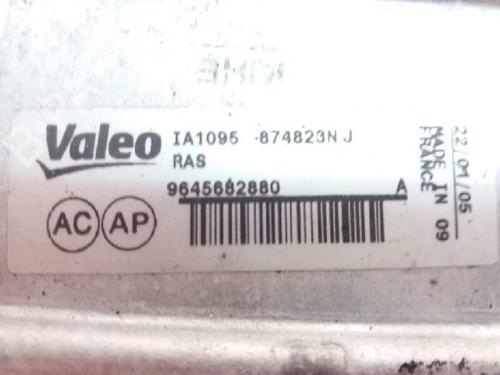 Valeo
IA1095 -874823N J
RAS
9645682880 A
AC AP
22/01/05
MADE IN 09
FRANCE